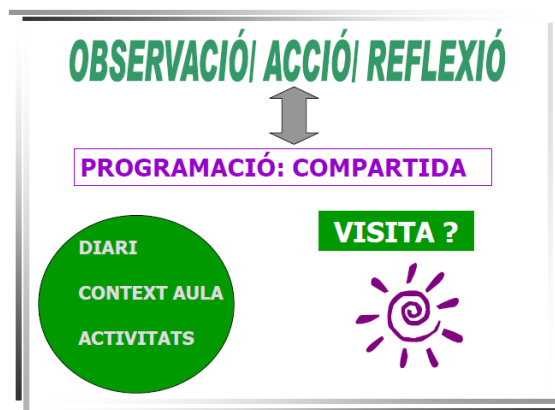 OBSERVACIÓ/ ACCIÓ/ REFLEXIÓ
PROGRAMACIÓ: COMPARTIDA
VISITA ?
DIARI
CONTEXT AULA
ACTIVITATS